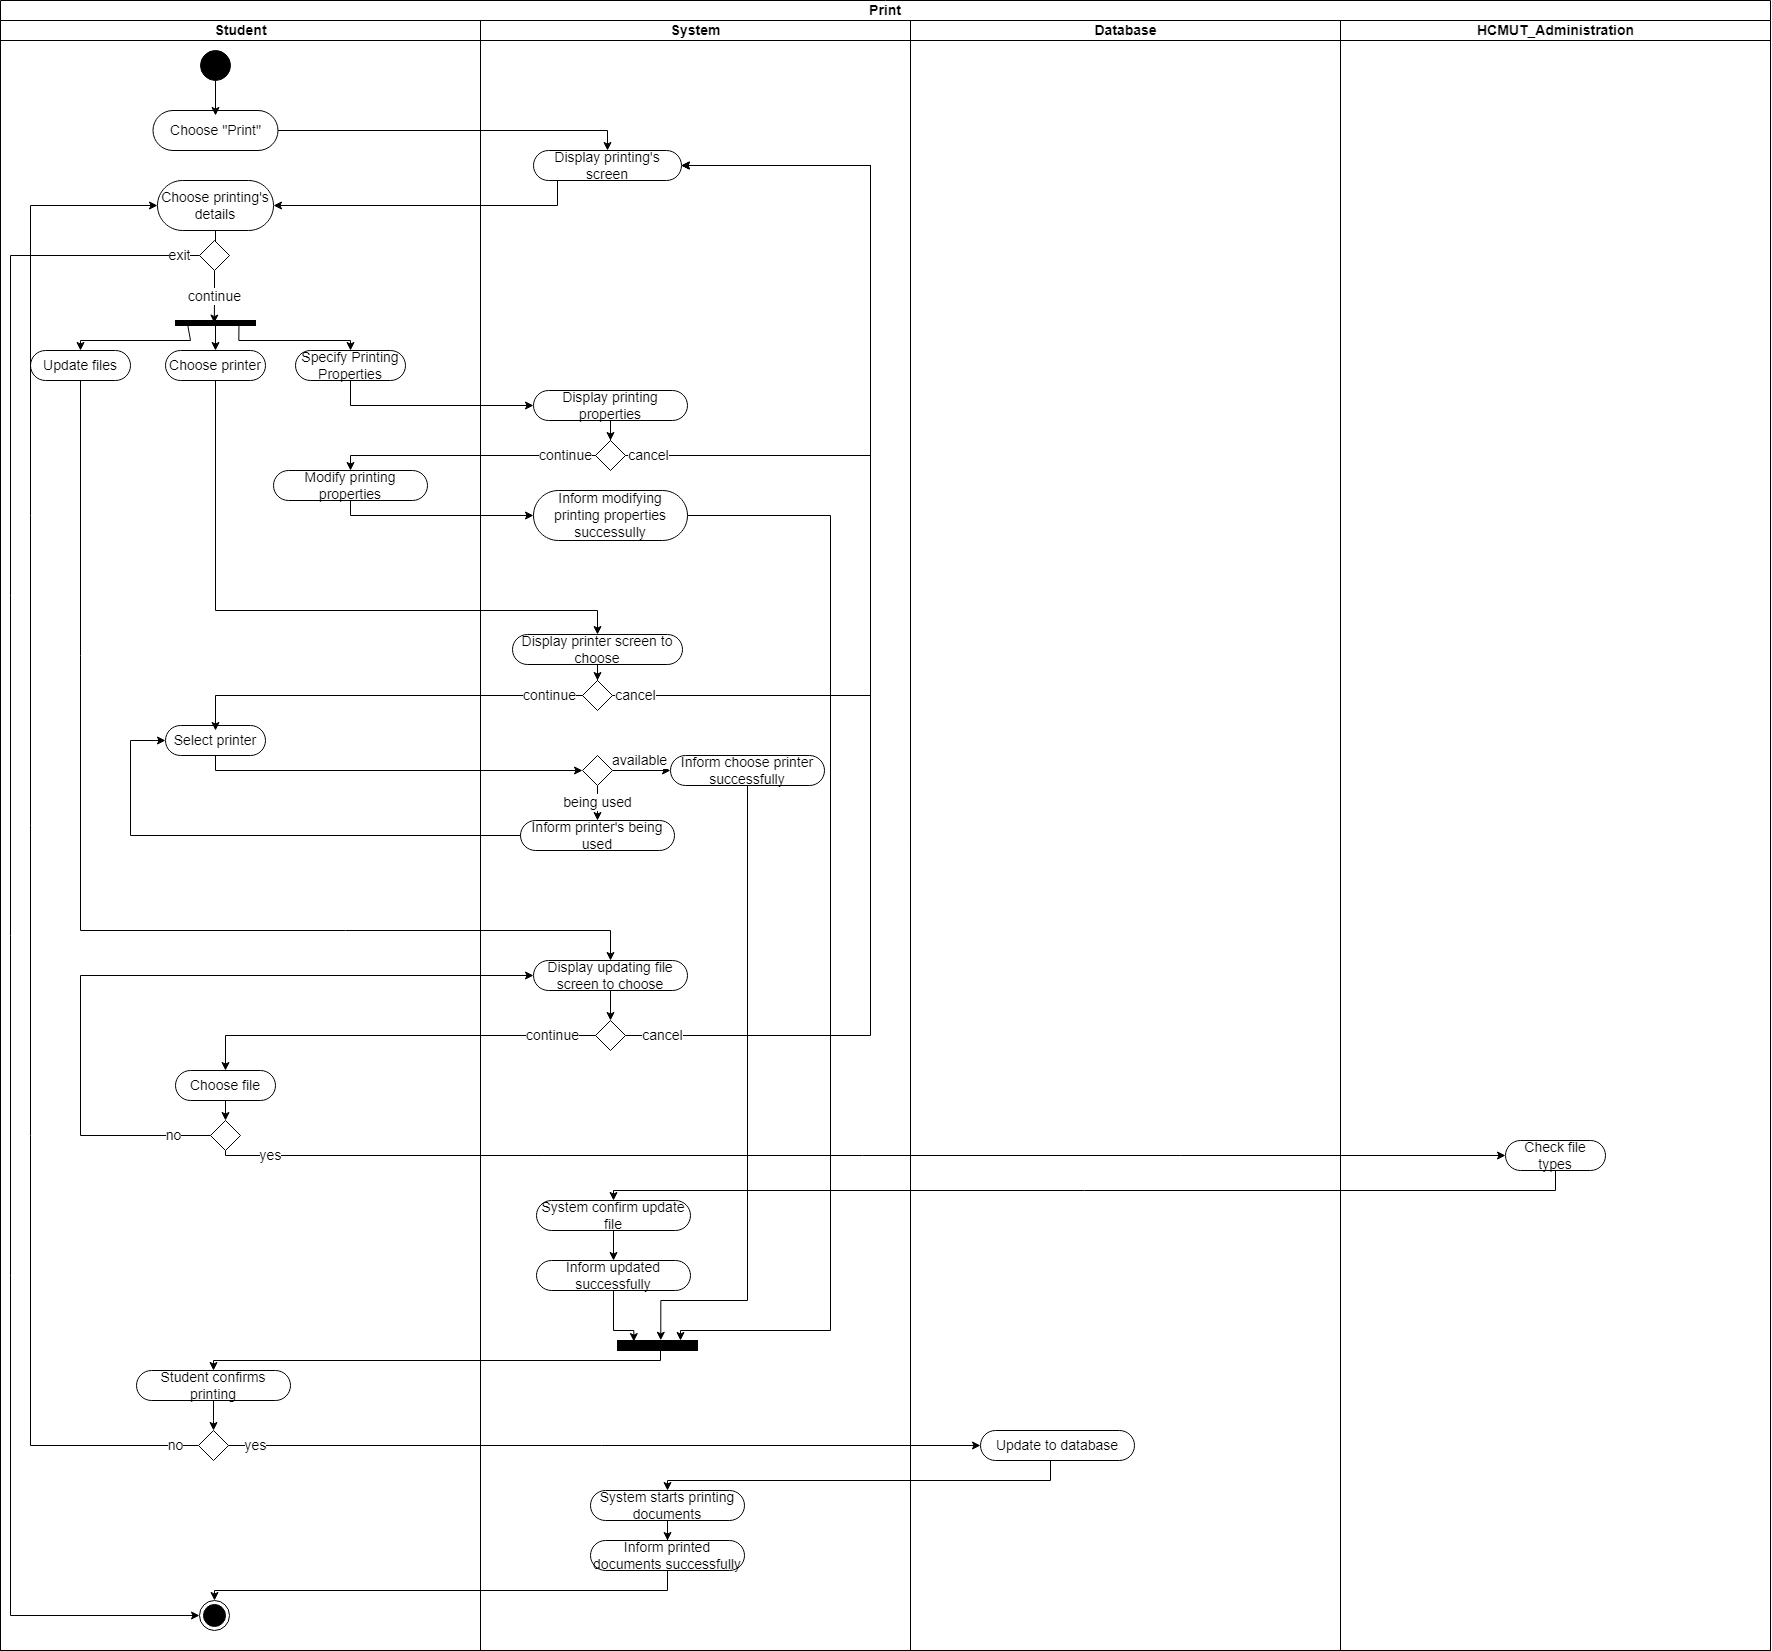 Print
Student
System
Database
HCMUT_Administration
Choose "Print"
Display printing's
screen
Choose printing's
details
exit
continue
Update files
Choose printer
Specify Printing
Properties
Display printing
properties
continue
cancel
Modify printing
properties
Inform modifying
printing properties
successully
Display printer screen to
choose
continue
cancel
Select printer
available
Inform choose printer
successfully
being used
Inform printer's being
used
Display updating file
screen to choose
continue
cancel
Choose file
no
yes
Check file
types
System confirm update
file
Inform updated
successfully
Student confirms
printing
no
yes
Update to database
System starts printing
documents
Inform printed
documents successfully